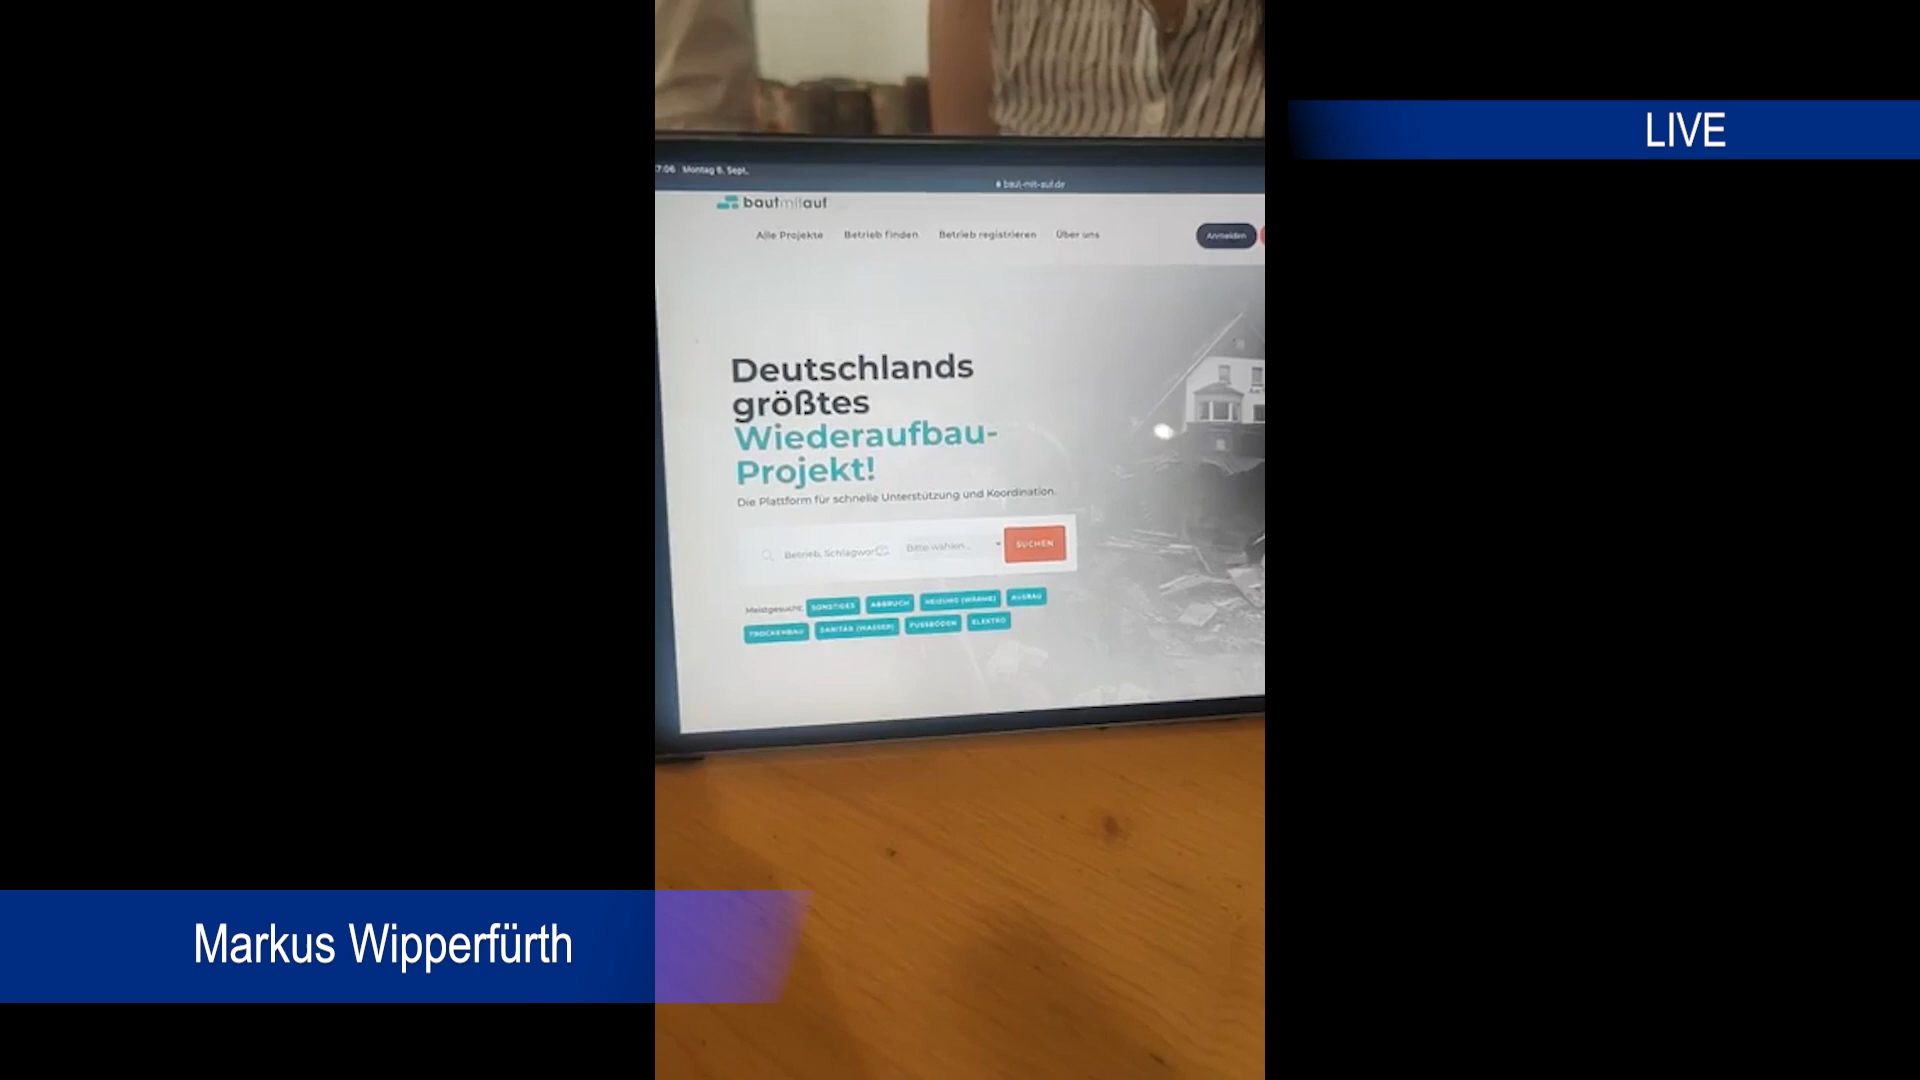 LIVE
7:06 Montag 6. Sept.
baut-mit-auf.de
bautmitauf
Alle Projekte Betrieb finden Betrieb registrieren Über uns Anmelden
Deutschlands
größtes
Wiederaufbau-
Projekt!
Die Plattform für schnelle Unterstützung und Koordination.
Betrieb, Schlagwort Bitte wählen... SUCHEN
Meistgesucht: SONSTIGES ABBRUCH HEIZUNG (WÄRME) AUSBAU
TROCKENBAU SANITÄR (WASSER) FUSSBÖDEN ELEKTRO
Markus Wipperfürth